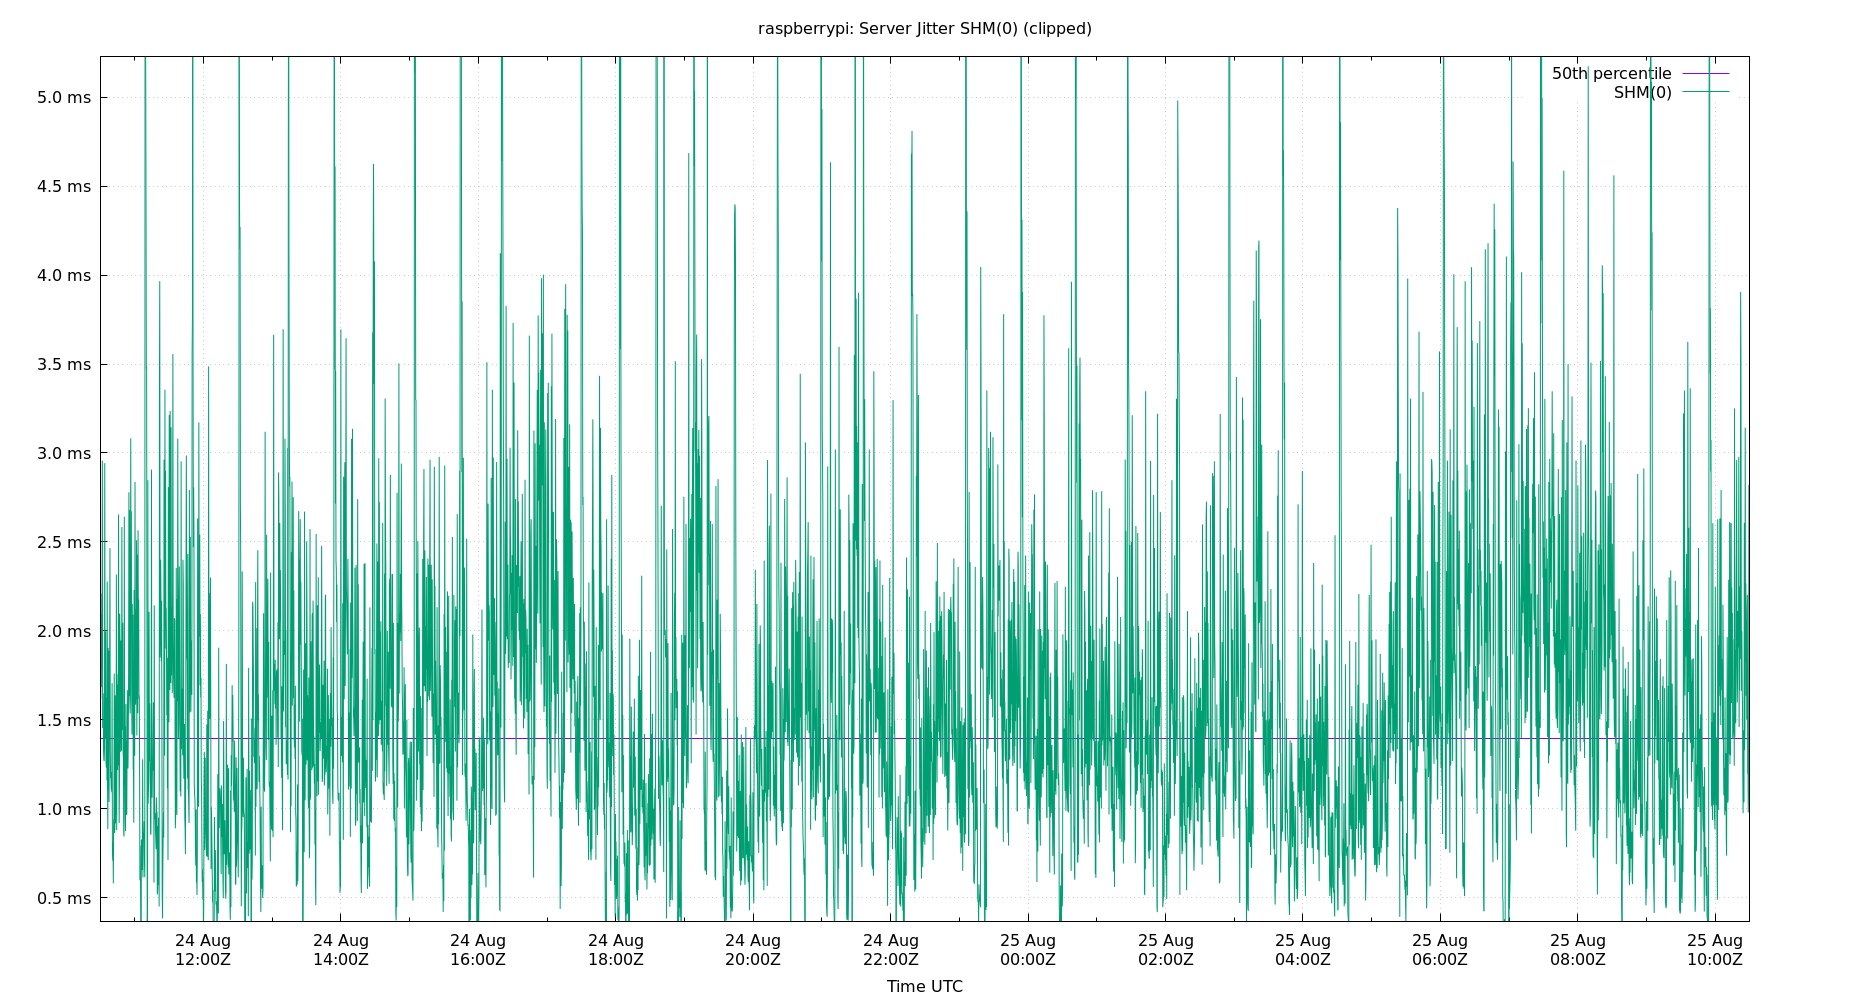 raspberrypi: Server Jitter SHM(0) (clipped)
50th percentile
SHM(0)
5.0 ms
4.5 ms
4.0 ms
3.5 ms
3.0 ms
2.5 ms
2.0 ms
1.5 ms
1.0 ms
0.5 ms
24 Aug 24 Aug 24 Aug 24 Aug 24 Aug 24 Aug 25 Aug 25 Aug 25 Aug 25 Aug 25 Aug 25 Aug
12:00Z 14:00Z 16:00Z 18:00Z 20:00Z 22:00Z 00:00Z 02:00Z 04:00Z 06:00Z 08:00Z 10:00Z
Time UTC